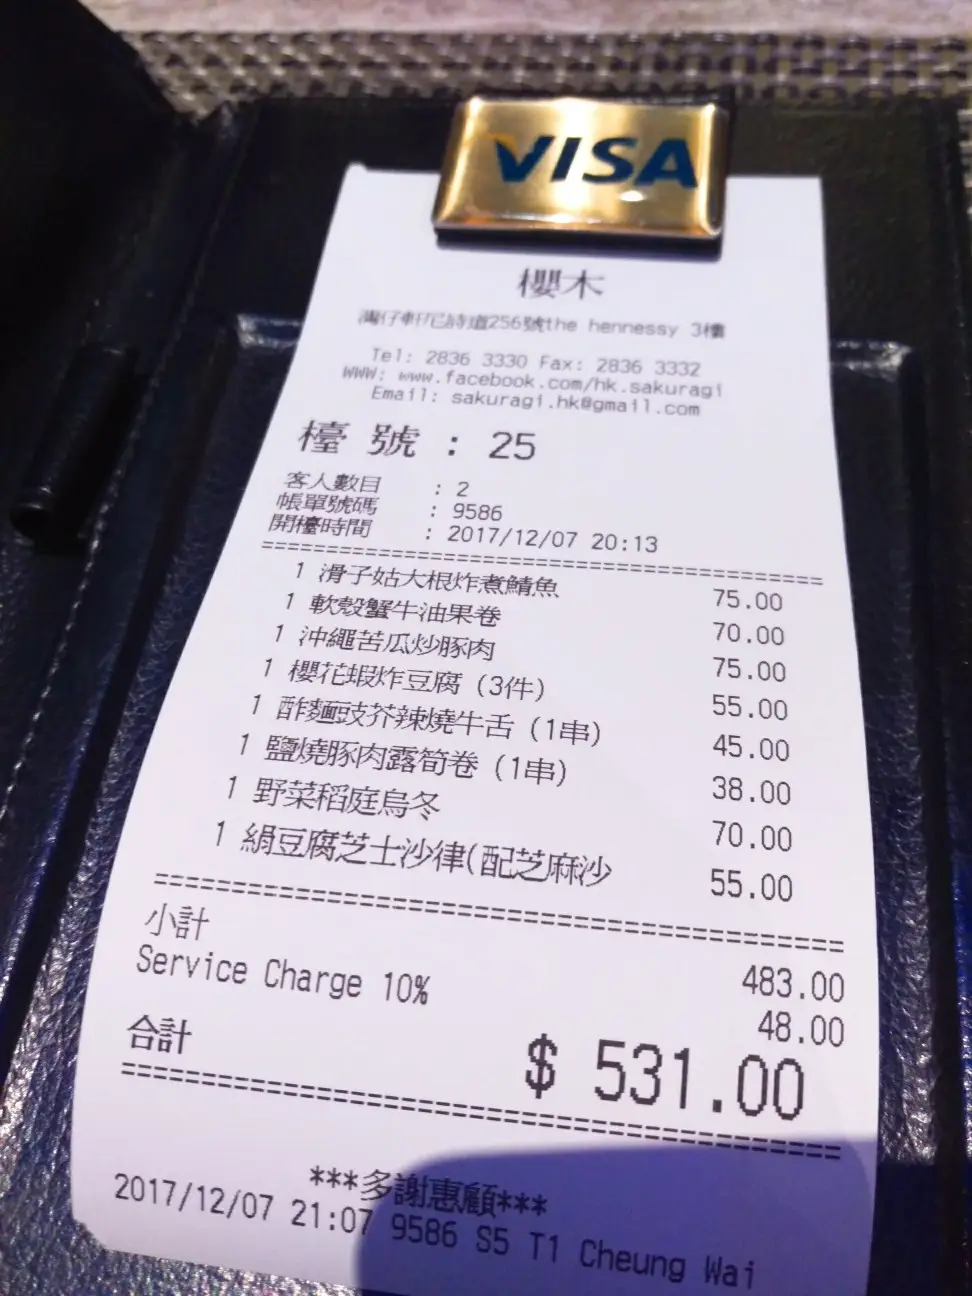 VISA
櫻木
灣仔軒尼詩道256號the hennessy 3樓
Tel: 2836 3330 Fax: 2836 3332
WWW: www.facebook.com/hk.sakuragi
Email: sakuragi.hk@gmail.com
檯 號 : 25
客人數目 : 2
帳單號碼 : 9586
開檯時間 : 2017/12/07 20:13
1 滑子姑大根炸煮鯖魚 75.00
1 軟殼蟹牛油果卷 70.00
1 沖繩苦瓜炒豚肉 75.00
1 櫻花蝦炸豆腐 (3件) 55.00
1 酢麵豉芥辣燒牛舌 (1串) 45.00
1 鹽燒豚肉露筍卷 (1串) 38.00
1 野菜稻庭烏冬 70.00
1 絹豆腐芝士沙律(配芝麻沙 55.00
小計 483.00
Service Charge 10% 48.00
合計 $ 531.00
***多謝惠顧***
2017/12/07 21:07 9586 S5 T1 Cheung Wai